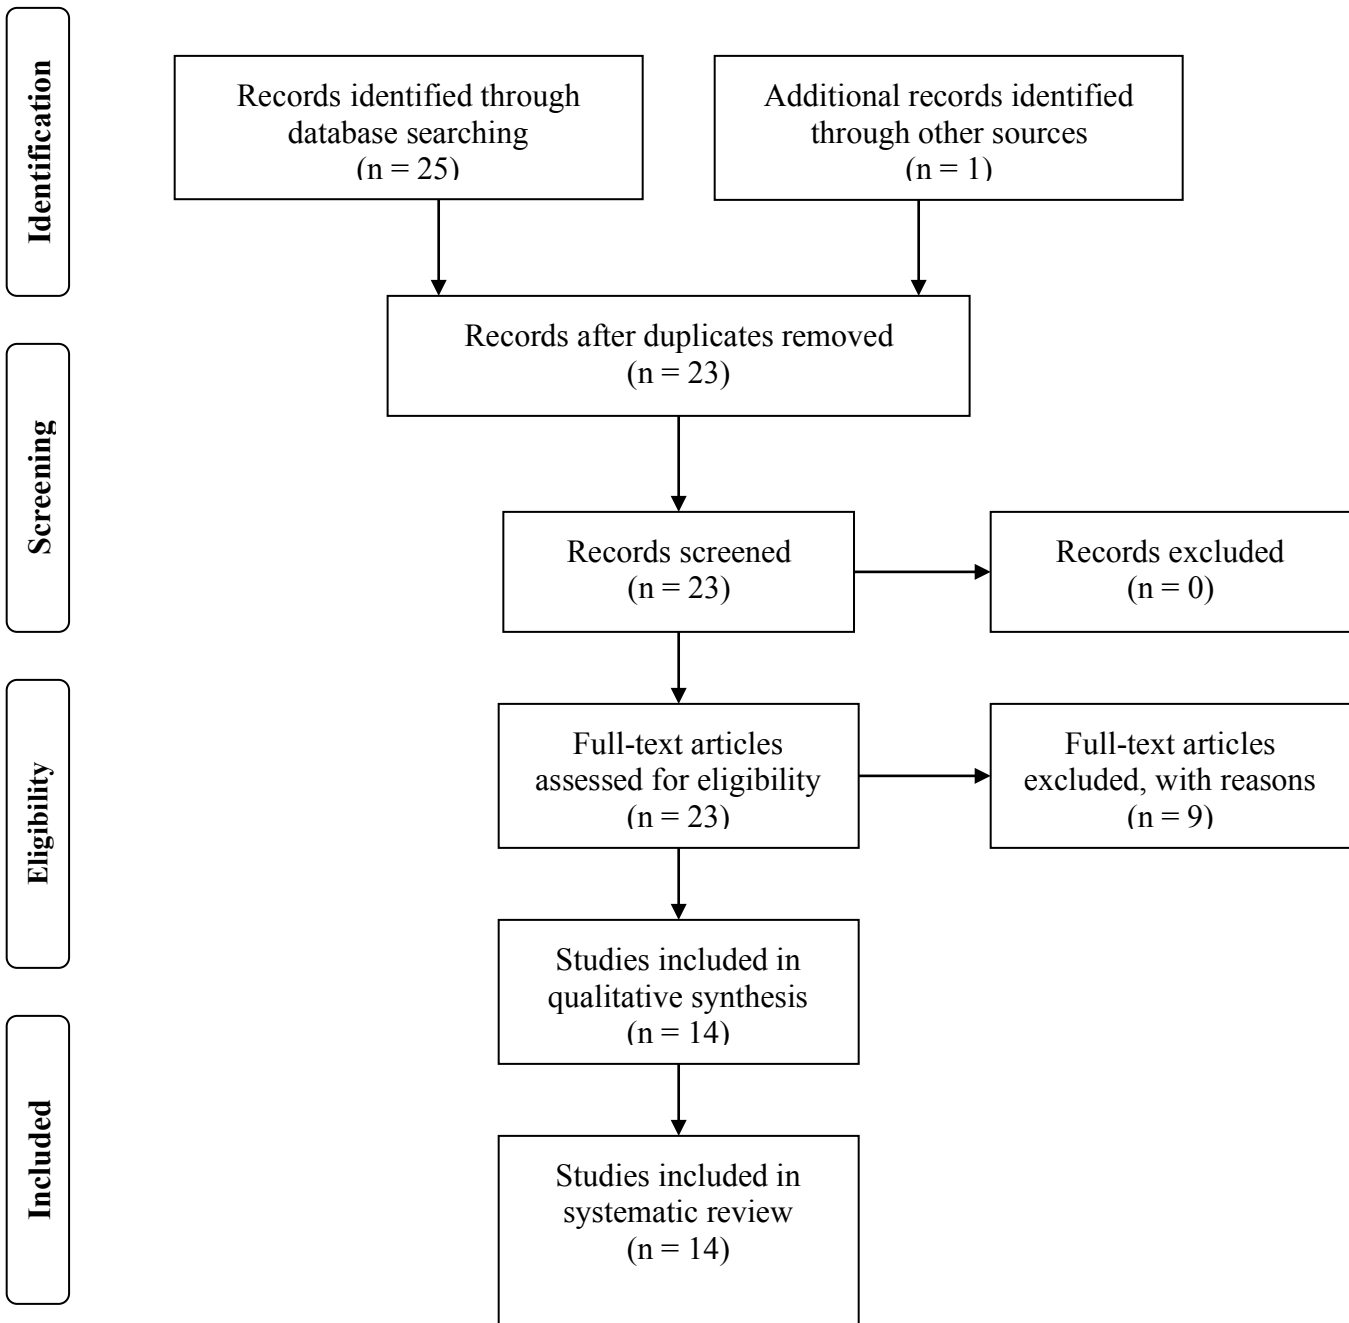 Identification
Records identified through
database searching
(n = 25)
Additional records identified
through other sources
(n = 1)
Records after duplicates removed
(n = 23)
Screening
Records screened
(n = 23)
Records excluded
(n = 0)
Eligibility
Full-text articles
assessed for eligibility
(n = 23)
Full-text articles
excluded, with reasons
(n = 9)
Studies included in
qualitative synthesis
(n = 14)
Included
Studies included in
systematic review
(n = 14)